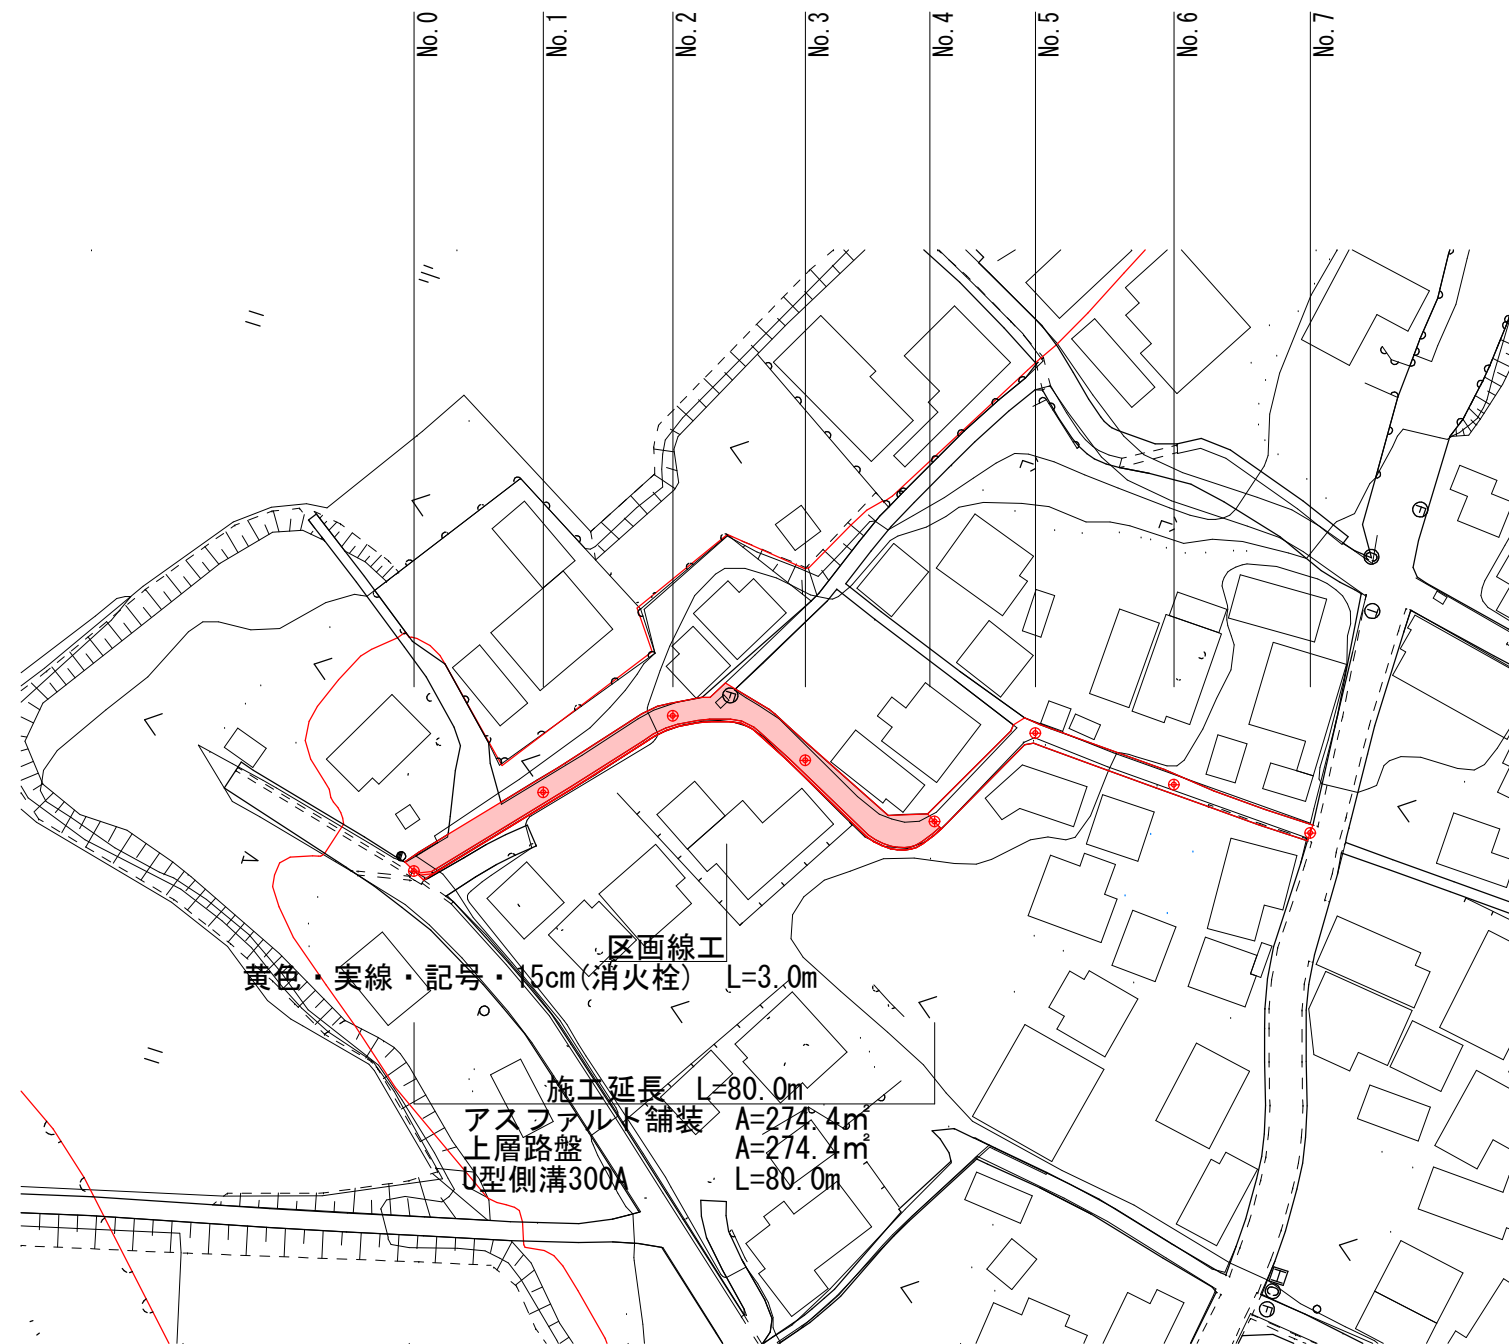 No.0
No.1
No.2
No.3
No.4
No.5
No.6
No.7
区画線工
黄色・実線・記号・15cm(消火栓) L=3.0m
施工延長 L=80.0m
アスファルト舗装 A=274.4㎡
上層路盤 A=274.4㎡
U型側溝300A L=80.0m